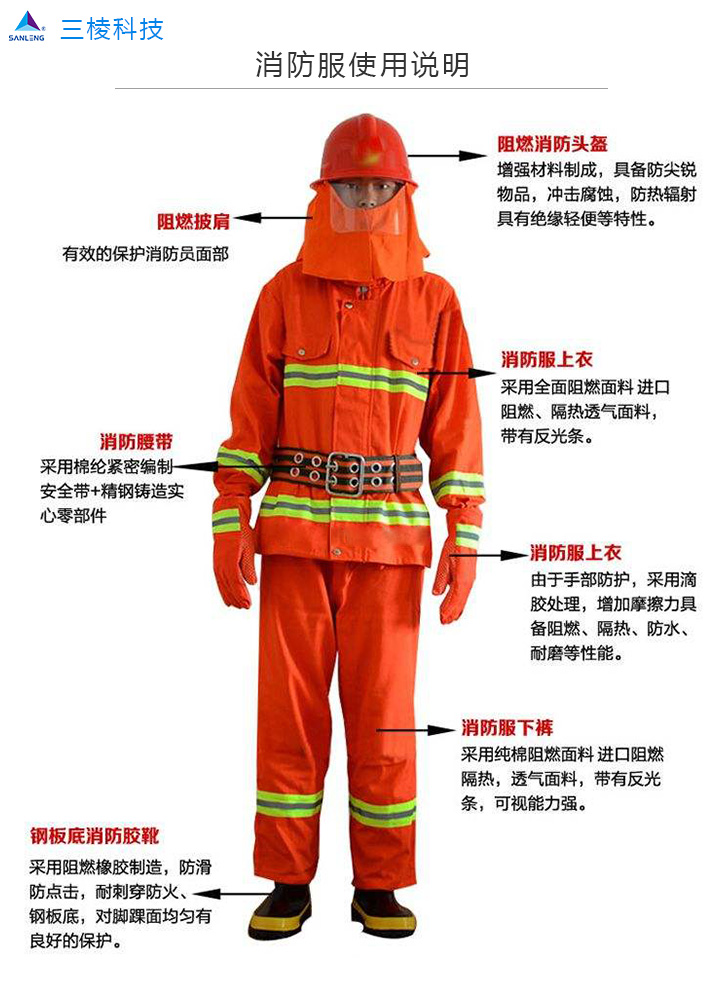 SANLENG
®
三棱科技
消防服使用说明
阻燃消防头盔
增强材料制成，具备防尖锐
物品，冲击腐蚀，防热辐射
具有绝缘轻便等特性。
阻燃披肩
有效的保护消防员面部
消防服上衣
采用全面阻燃面料 进口
阻燃、隔热透气面料，
带有反光条。
消防腰带
采用棉纶紧密编制
安全带+精钢铸造实
心零部件
消防服上衣
由于手部防护，采用滴
胶处理，增加摩擦力具
备阻燃、隔热、防水、
耐磨等性能。
消防服下裤
采用纯棉阻燃面料 进口阻燃
隔热，透气面料，带有反光
条，可视能力强。
钢板底消防胶靴
采用阻燃橡胶制造，防滑
防点击，耐刺穿防火、
钢板底，对脚踝面均匀有
良好的保护。